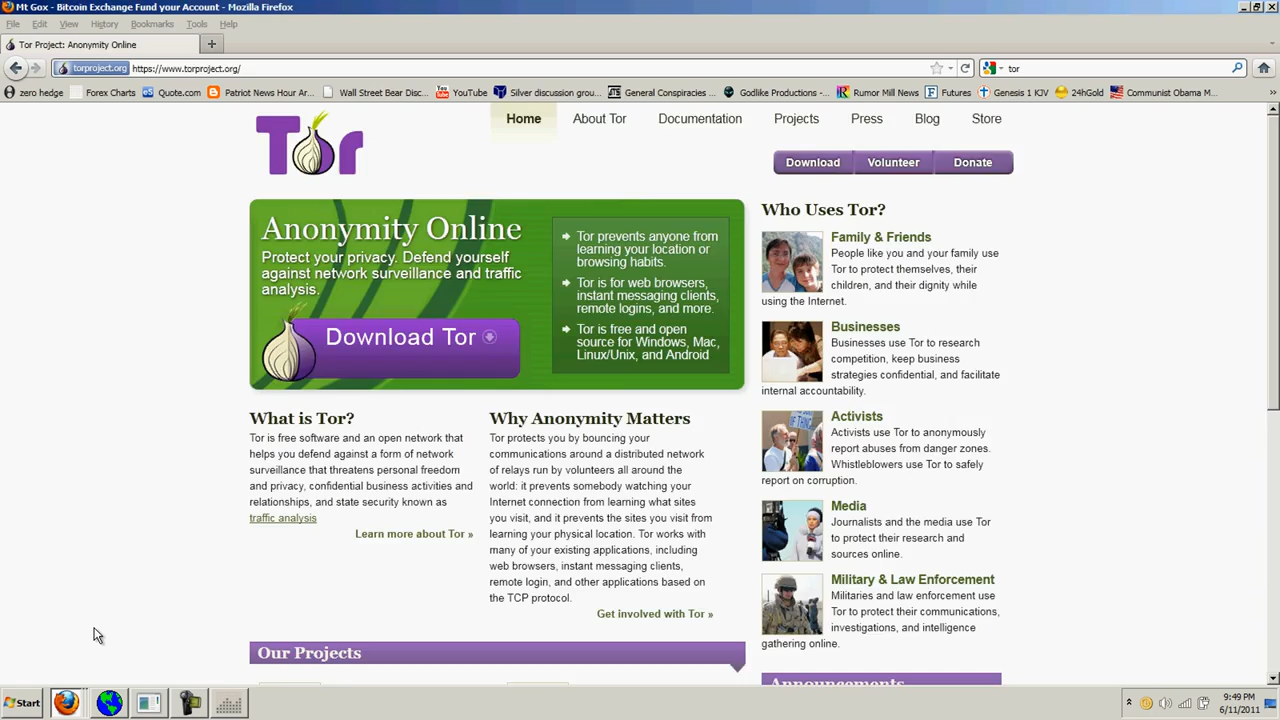 Mt Gox - Bitcoin Exchange Fund your Account - Mozilla Firefox
File Edit View History Bookmarks Tools Help
Tor Project: Anonymity Online
torproject.org https://www.torproject.org/
tor
zero hedge Forex Charts Quote.com Patriot News Hour Ar... Wall Street Bear Disc... YouTube Silver discussion grou... General Conspiracies ... Godlike Productions -... Rumor Mill News Futures Genesis 1 KJV 24hGold Communist Obama M...
Tor
Home About Tor Documentation Projects Press Blog Store
Download Volunteer Donate
Anonymity Online
Protect your privacy. Defend yourself
against network surveillance and traffic
analysis.
Download Tor
Tor prevents anyone from
learning your location or
browsing habits.
Tor is for web browsers,
instant messaging clients,
remote logins, and more.
Tor is free and open
source for Windows, Mac,
Linux/Unix, and Android
What is Tor?
Tor is free software and an open network that
helps you defend against a form of network
surveillance that threatens personal freedom
and privacy, confidential business activities and
relationships, and state security known as
traffic analysis
Learn more about Tor »
Why Anonymity Matters
Tor protects you by bouncing your
communications around a distributed network
of relays run by volunteers all around the
world: it prevents somebody watching your
Internet connection from learning what sites
you visit, and it prevents the sites you visit from
learning your physical location. Tor works with
many of your existing applications, including
web browsers, instant messaging clients,
remote login, and other applications based on
the TCP protocol.
Get involved with Tor »
Our Projects
Who Uses Tor?
Family & Friends
People like you and your family use
Tor to protect themselves, their
children, and their dignity while
using the Internet.
Businesses
Businesses use Tor to research
competition, keep business
strategies confidential, and facilitate
internal accountability.
Activists
Activists use Tor to anonymously
report abuses from danger zones.
Whistleblowers use Tor to safely
report on corruption.
Media
Journalists and the media use Tor
to protect their research and
sources online.
Military & Law Enforcement
Militaries and law enforcement use
Tor to protect their communications,
investigations, and intelligence
gathering online.
Announcements
Start
9:49 PM
6/11/2011